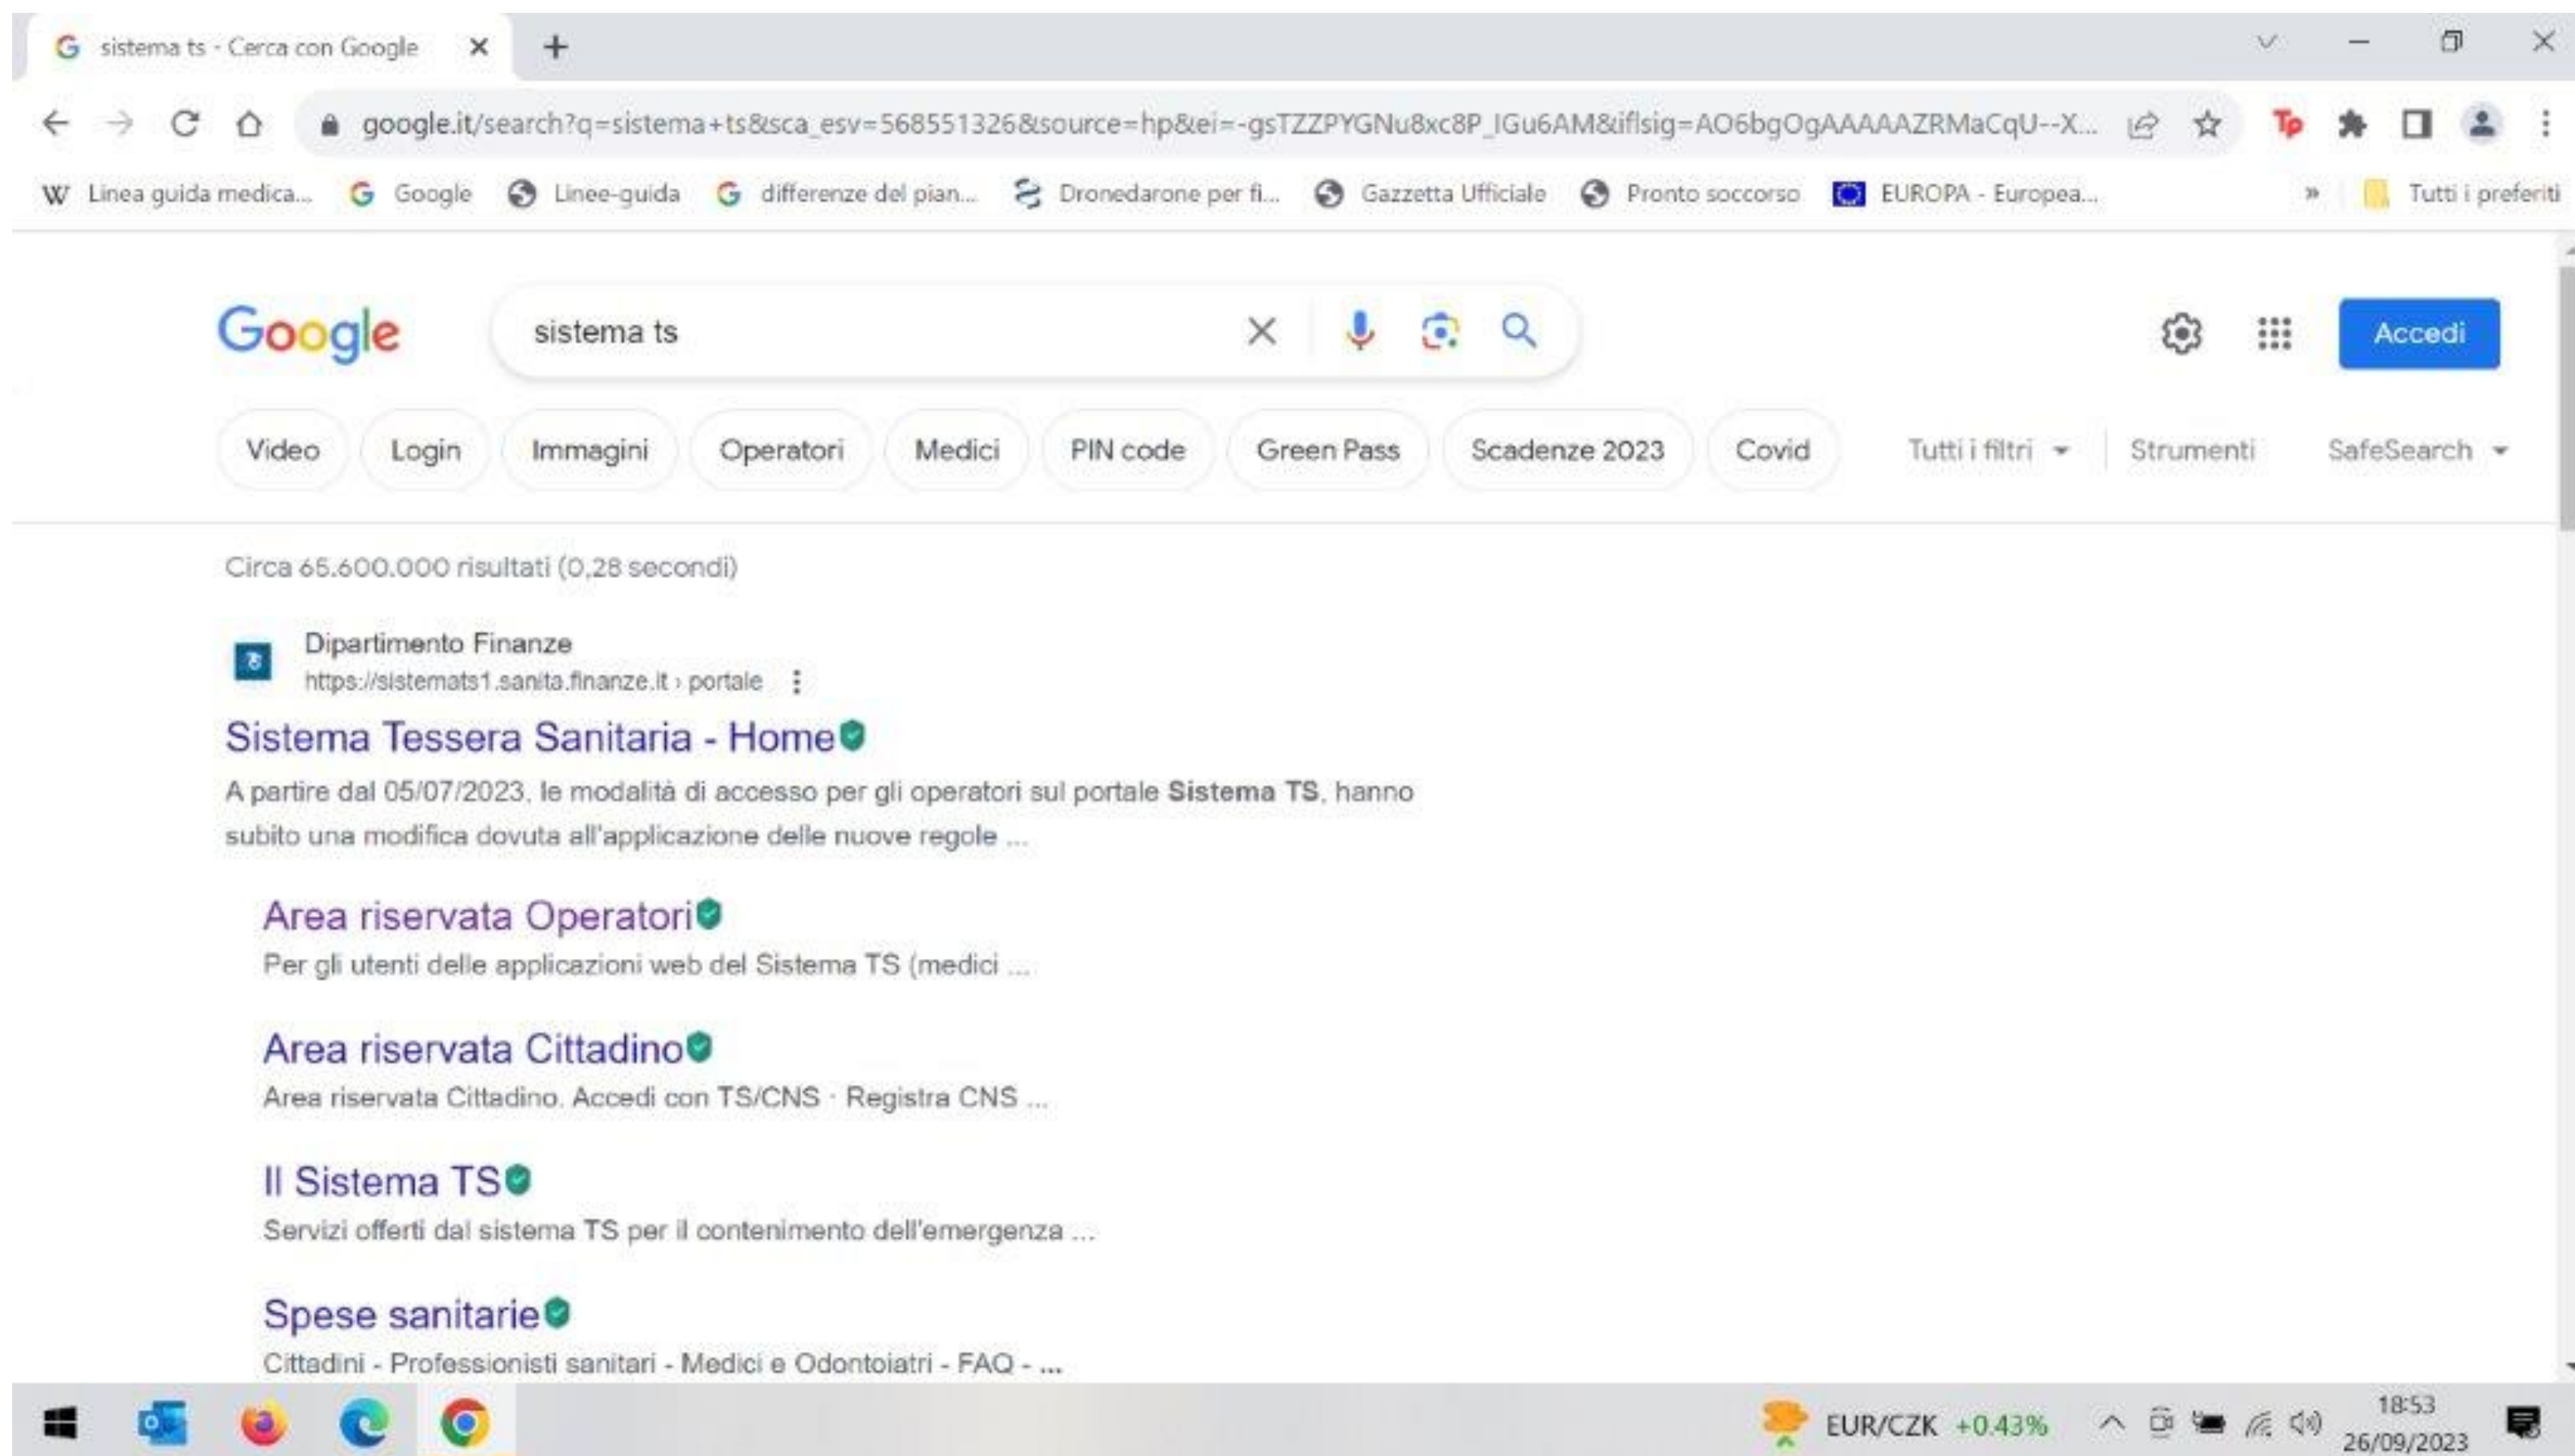 sistema ts - Cerca con Google
google.it/search?q=sistema+ts&sca_esv=568551326&source=hp&ei=-gsTZZPYGNu8xc8P_IGu6AM&iflsig=AO6bgOgAAAAAZRMaCqU--X...
Linea guida medica... Google Linee-guida differenze del pian... Dronedarone per fi... Gazzetta Ufficiale Pronto soccorso EUROPA - Europea... » Tutti i preferiti
Google sistema ts Accedi
Video Login Immagini Operatori Medici PIN code Green Pass Scadenze 2023 Covid Tutti i filtri Strumenti SafeSearch
Circa 65.600.000 risultati (0,28 secondi)
Dipartimento Finanze
https://sistemats1.sanita.finanze.it › portale
Sistema Tessera Sanitaria - Home
A partire dal 05/07/2023, le modalità di accesso per gli operatori sul portale Sistema TS, hanno
subito una modifica dovuta all'applicazione delle nuove regole ...
Area riservata Operatori
Per gli utenti delle applicazioni web del Sistema TS (medici ...
Area riservata Cittadino
Area riservata Cittadino. Accedi con TS/CNS · Registra CNS ...
Il Sistema TS
Servizi offerti dal sistema TS per il contenimento dell'emergenza ...
Spese sanitarie
Cittadini - Professionisti sanitari - Medici e Odontoiatri - FAQ - ...
EUR/CZK +0.43% 18:53
26/09/2023